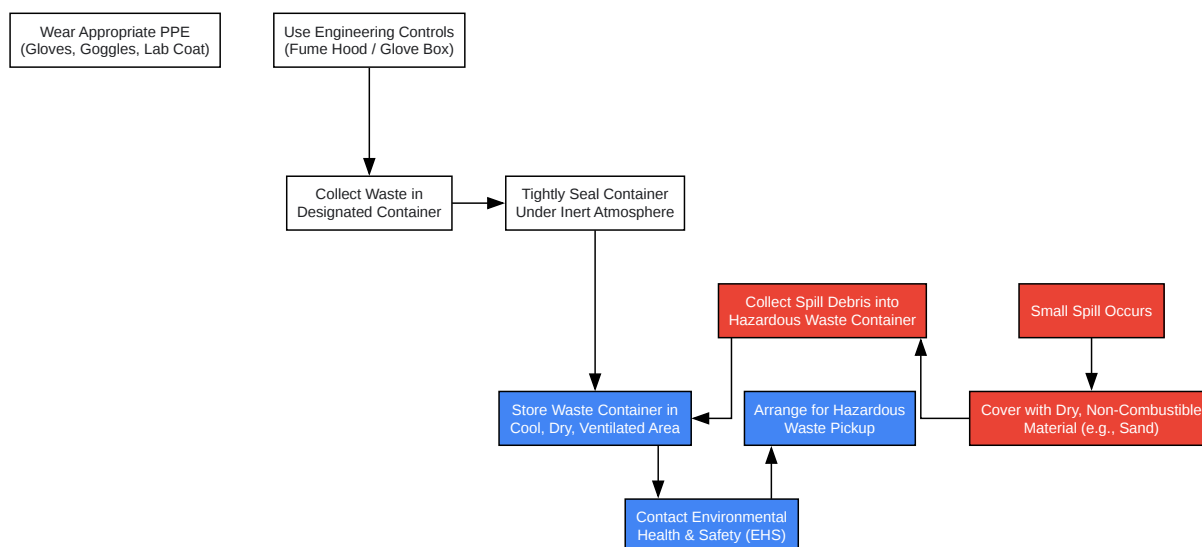 Wear Appropriate PPE
(Gloves, Goggles, Lab Coat)
Use Engineering Controls
(Fume Hood / Glove Box)
Collect Waste in
Designated Container
Tightly Seal Container
Under Inert Atmosphere
Collect Spill Debris into
Hazardous Waste Container
Small Spill Occurs
Store Waste Container in
Cool, Dry, Ventilated Area
Arrange for Hazardous
Waste Pickup
Cover with Dry, Non-Combustible
Material (e.g., Sand)
Contact Environmental
Health & Safety (EHS)